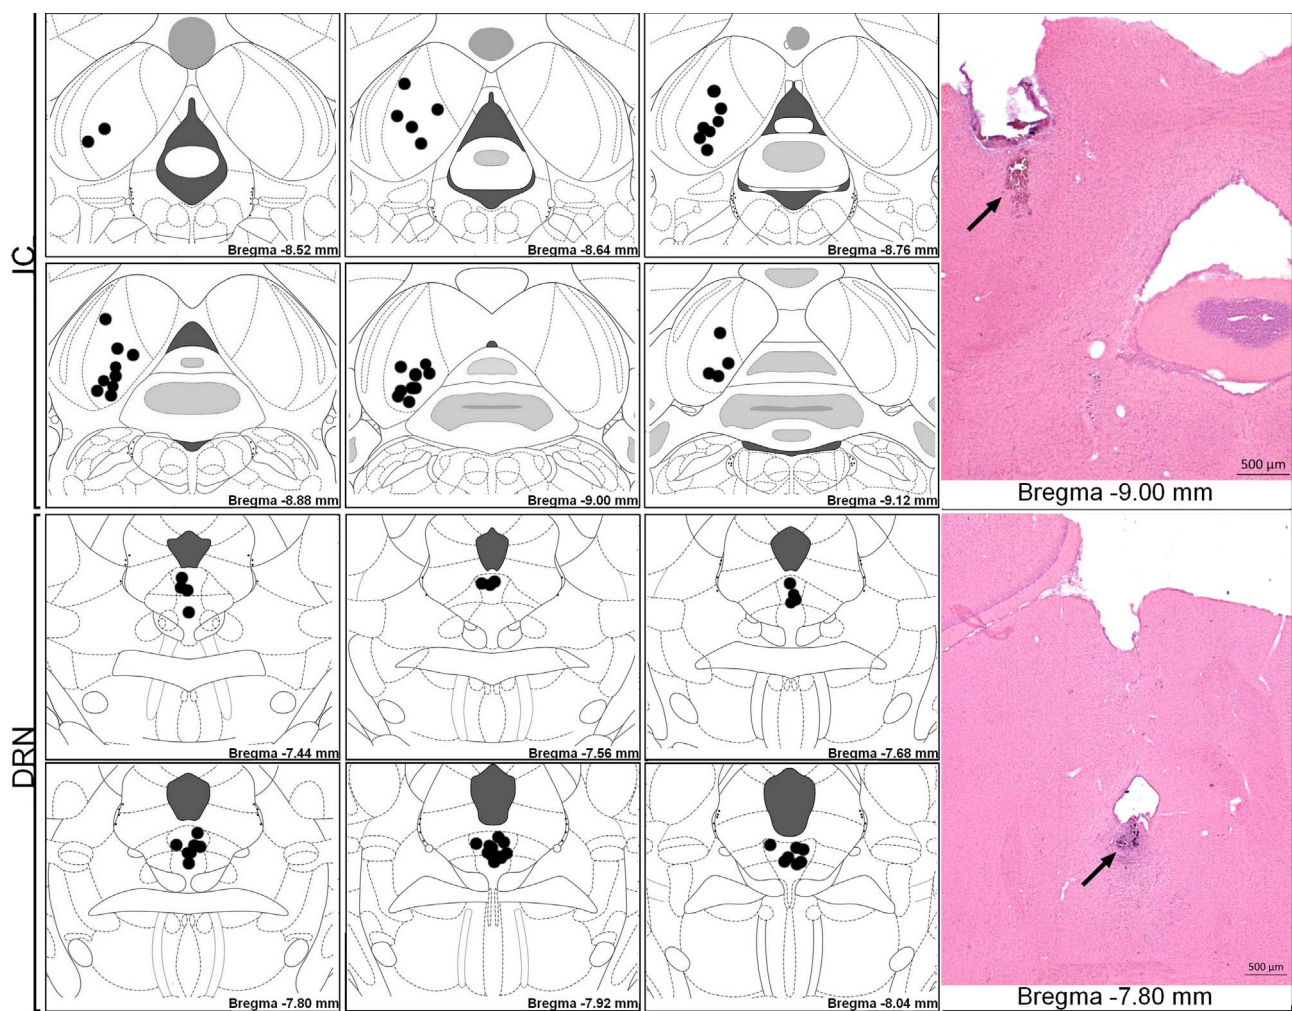 IC
Bregma -8.52 mm
Bregma -8.64 mm
Bregma -8.76 mm
Bregma -8.88 mm
Bregma -9.00 mm
Bregma -9.12 mm
500 µm
Bregma -9.00 mm
DRN
Bregma -7.44 mm
Bregma -7.56 mm
Bregma -7.68 mm
Bregma -7.80 mm
Bregma -7.92 mm
Bregma -8.04 mm
500 µm
Bregma -7.80 mm